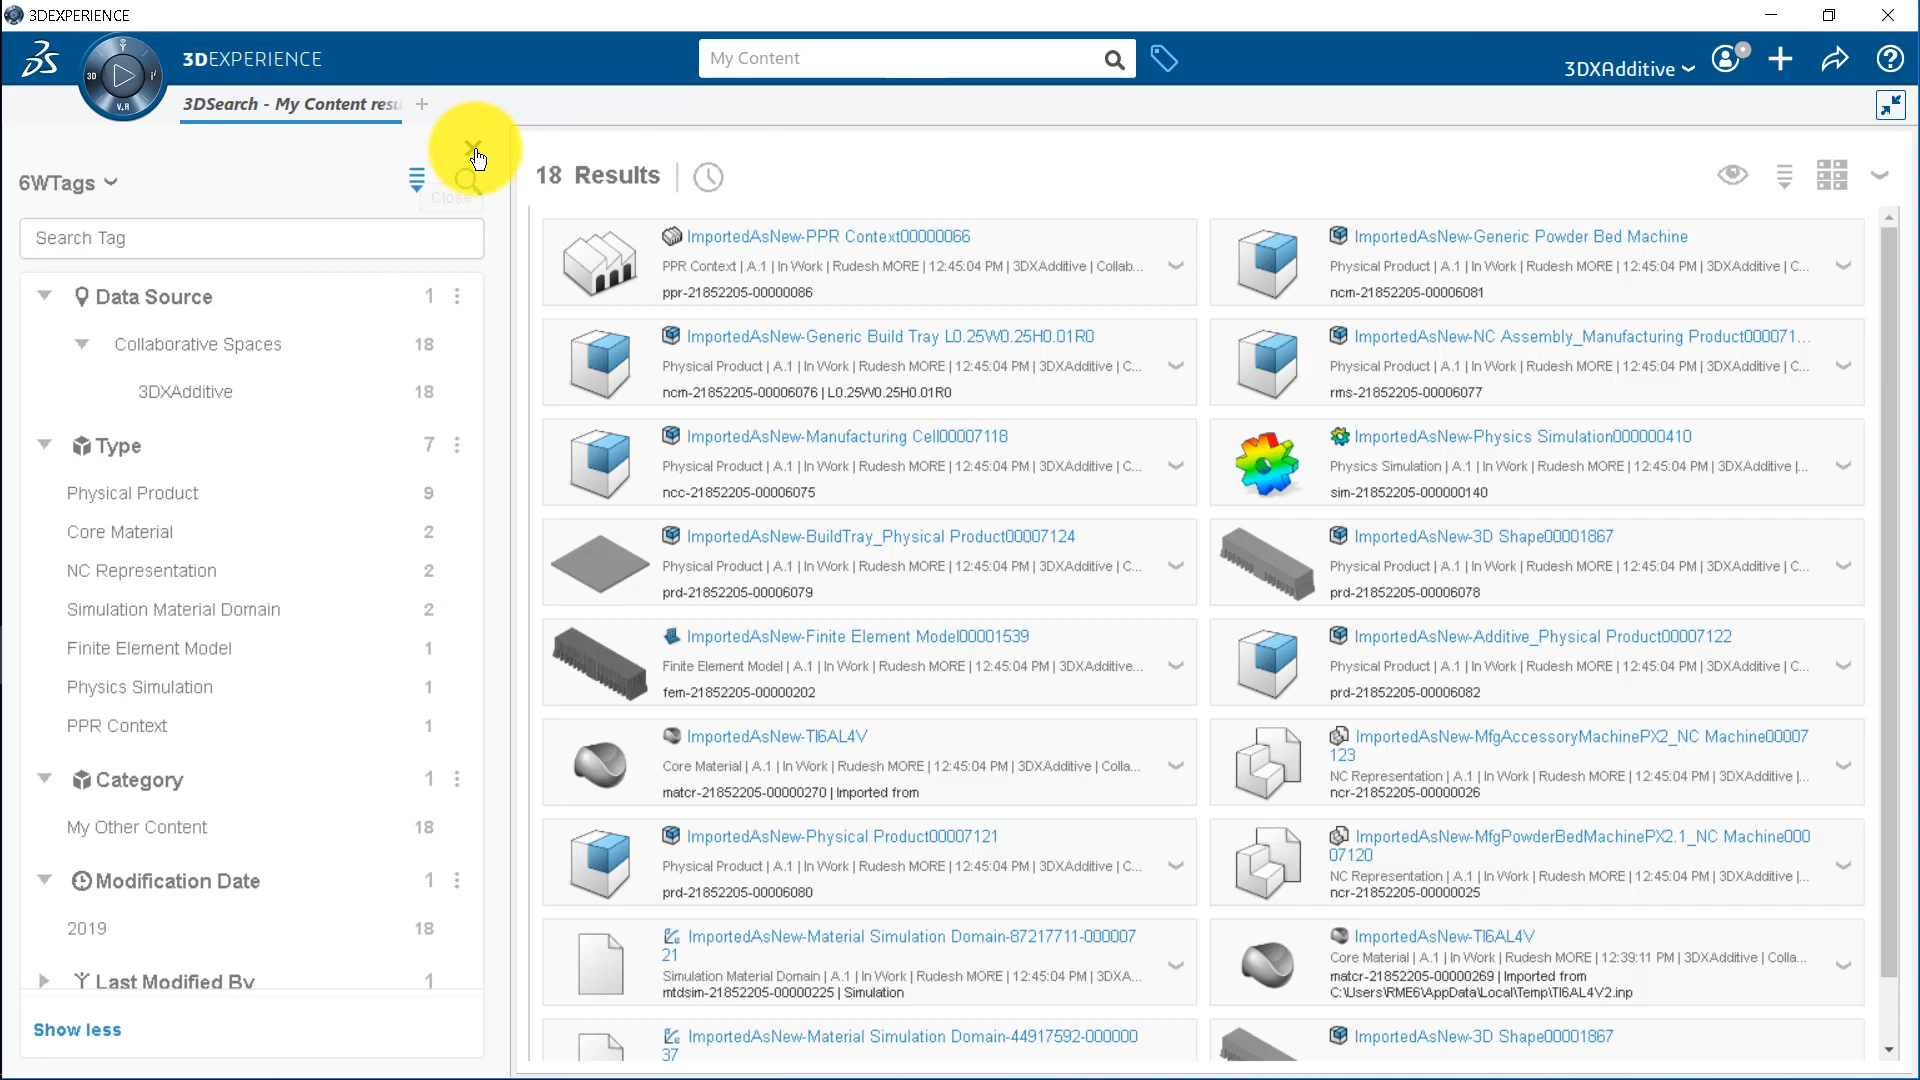 3DEXPERIENCE
3DEXPERIENCE
My Content
3DXAdditive
3D
V.R
3DSearch - My Content resu
6WTags
Close
Search Tag
Data Source 1
Collaborative Spaces 18
3DXAdditive 18
Type 7
Physical Product 9
Core Material 2
NC Representation 2
Simulation Material Domain 2
Finite Element Model 1
Physics Simulation 1
PPR Context 1
Category 1
My Other Content 18
Modification Date 1
2019 18
Last Modified By 1
Show less
18 Results
ImportedAsNew-PPR Context00000066
PPR Context | A.1 | In Work | Rudesh MORE | 12:45:04 PM | 3DXAdditive | Collab...
ppr-21852205-00000086
ImportedAsNew-Generic Powder Bed Machine
Physical Product | A.1 | In Work | Rudesh MORE | 12:45:04 PM | 3DXAdditive | C...
ncm-21852205-00006081
ImportedAsNew-Generic Build Tray L0.25W0.25H0.01R0
Physical Product | A.1 | In Work | Rudesh MORE | 12:45:04 PM | 3DXAdditive | C...
ncm-21852205-00006076 | L0.25W0.25H0.01R0
ImportedAsNew-NC Assembly_Manufacturing Product000071...
Physical Product | A.1 | In Work | Rudesh MORE | 12:45:04 PM | 3DXAdditive | C...
rms-21852205-00006077
ImportedAsNew-Manufacturing Cell00007118
Physical Product | A.1 | In Work | Rudesh MORE | 12:45:04 PM | 3DXAdditive | C...
ncc-21852205-00006075
ImportedAsNew-Physics Simulation000000410
Physics Simulation | A.1 | In Work | Rudesh MORE | 12:45:04 PM | 3DXAdditive |...
sim-21852205-000000140
ImportedAsNew-BuildTray_Physical Product00007124
Physical Product | A.1 | In Work | Rudesh MORE | 12:45:04 PM | 3DXAdditive | C...
prd-21852205-00006079
ImportedAsNew-3D Shape00001867
Physical Product | A.1 | In Work | Rudesh MORE | 12:45:04 PM | 3DXAdditive | C...
prd-21852205-00006078
ImportedAsNew-Finite Element Model00001539
Finite Element Model | A.1 | In Work | Rudesh MORE | 12:45:04 PM | 3DXAdditive...
fem-21852205-00000202
ImportedAsNew-Additive_Physical Product00007122
Physical Product | A.1 | In Work | Rudesh MORE | 12:45:04 PM | 3DXAdditive | C...
prd-21852205-00006082
ImportedAsNew-TI6AL4V
Core Material | A.1 | In Work | Rudesh MORE | 12:45:04 PM | 3DXAdditive | Colla...
matcr-21852205-00000270 | Imported from
ImportedAsNew-MfgAccessoryMachinePX2_NC Machine00007
123
NC Representation | A.1 | In Work | Rudesh MORE | 12:45:04 PM | 3DXAdditive |...
ncr-21852205-00000026
ImportedAsNew-Physical Product00007121
Physical Product | A.1 | In Work | Rudesh MORE | 12:45:04 PM | 3DXAdditive | C...
prd-21852205-00006080
ImportedAsNew-MfgPowderBedMachinePX2.1_NC Machine000
07120
NC Representation | A.1 | In Work | Rudesh MORE | 12:45:04 PM | 3DXAdditive |...
ncr-21852205-00000025
ImportedAsNew-Material Simulation Domain-87217711-000007
21
Simulation Material Domain | A.1 | In Work | Rudesh MORE | 12:45:04 PM | 3DXA...
mtdsim-21852205-00000225 | Simulation
ImportedAsNew-TI6AL4V
Core Material | A.1 | In Work | Rudesh MORE | 12:39:11 PM | 3DXAdditive | Colla...
matcr-21852205-00000269 | Imported from
C:\Users\RME6\AppData\Local\Temp\TI6AL4V2.inp
ImportedAsNew-Material Simulation Domain-44917592-000000
37
ImportedAsNew-3D Shape00001867